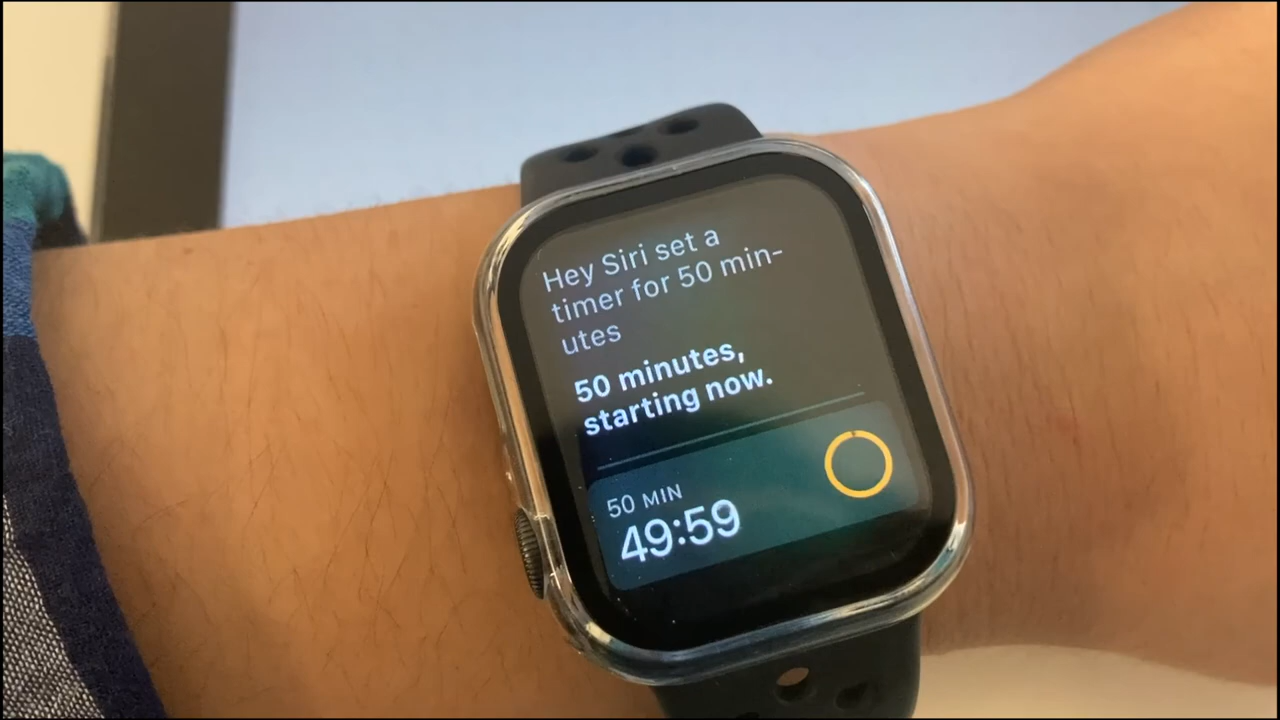 Hey Siri set a
timer for 50 min-
utes
50 minutes,
starting now.
50 MIN
49:59